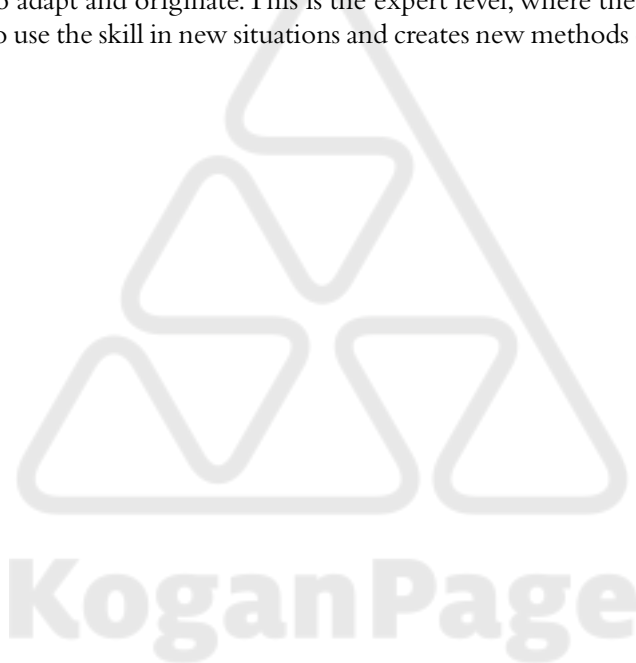 o adapt and originate. This is the expert level, where the
o use the skill in new situations and creates new methods
KoganPage